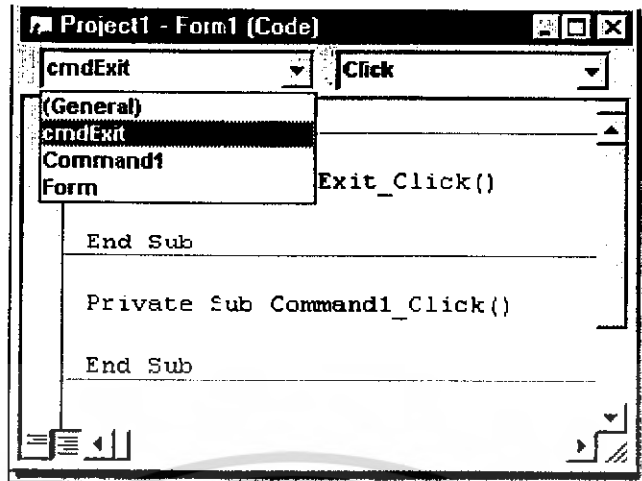 Project1 - Form1 (Code)
cmdExit Click
(General)
cmdExit
Command1
Form
Exit_Click()
End Sub
Private Sub Command1_Click()
End Sub